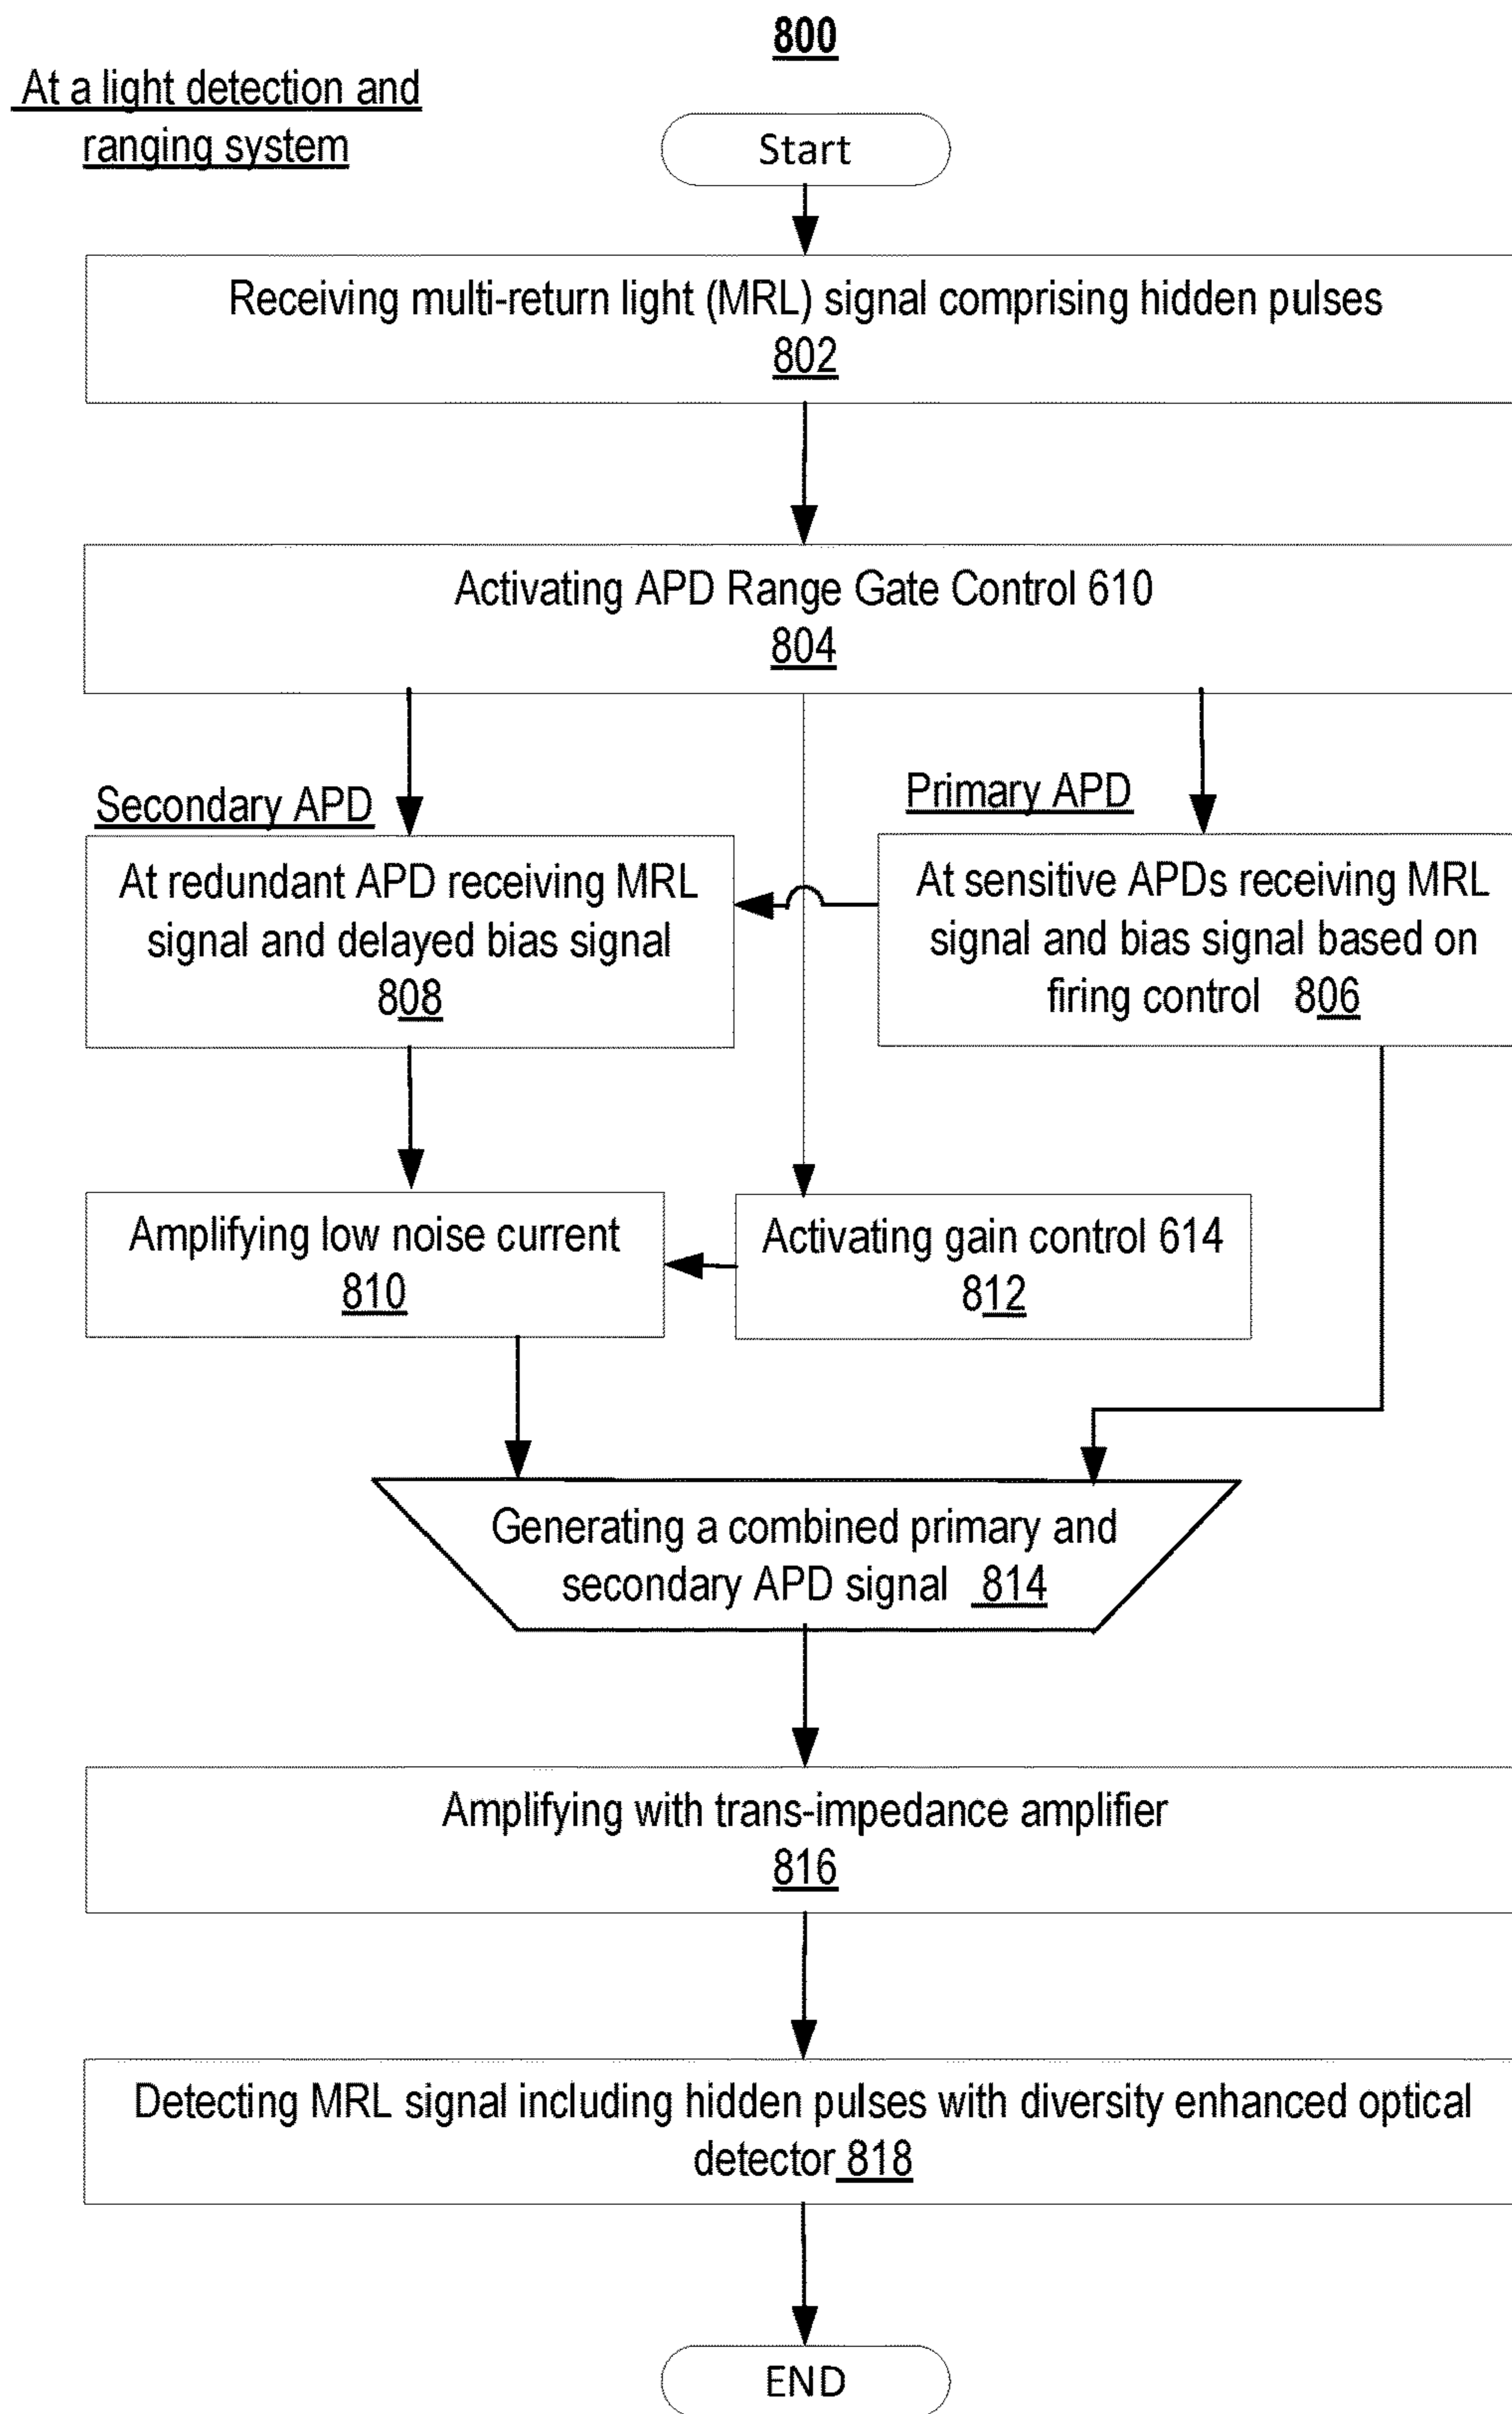 800
At a light detection and
ranging system
Start
Receiving multi-return light (MRL) signal comprising hidden pulses
802
Activating APD Range Gate Control 610
804
Secondary APD
Primary APD
At redundant APD receiving MRL
signal and delayed bias signal
808
At sensitive APDs receiving MRL
signal and bias signal based on
firing control 806
Amplifying low noise current
810
Activating gain control 614
812
Generating a combined primary and
secondary APD signal 814
Amplifying with trans-impedance amplifier
816
Detecting MRL signal including hidden pulses with diversity enhanced optical
detector 818
END